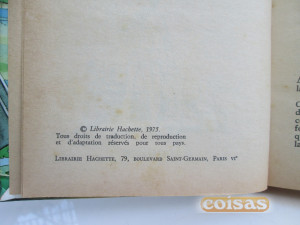 © Librairie Hachette, 1975.
Tous droits de traduction, de reproduction
et d'adaptation réservés pour tous pays.
LIBRAIRIE HACHETTE, 79, BOULEVARD SAINT-GERMAIN, PARIS VIᵉ
coisas